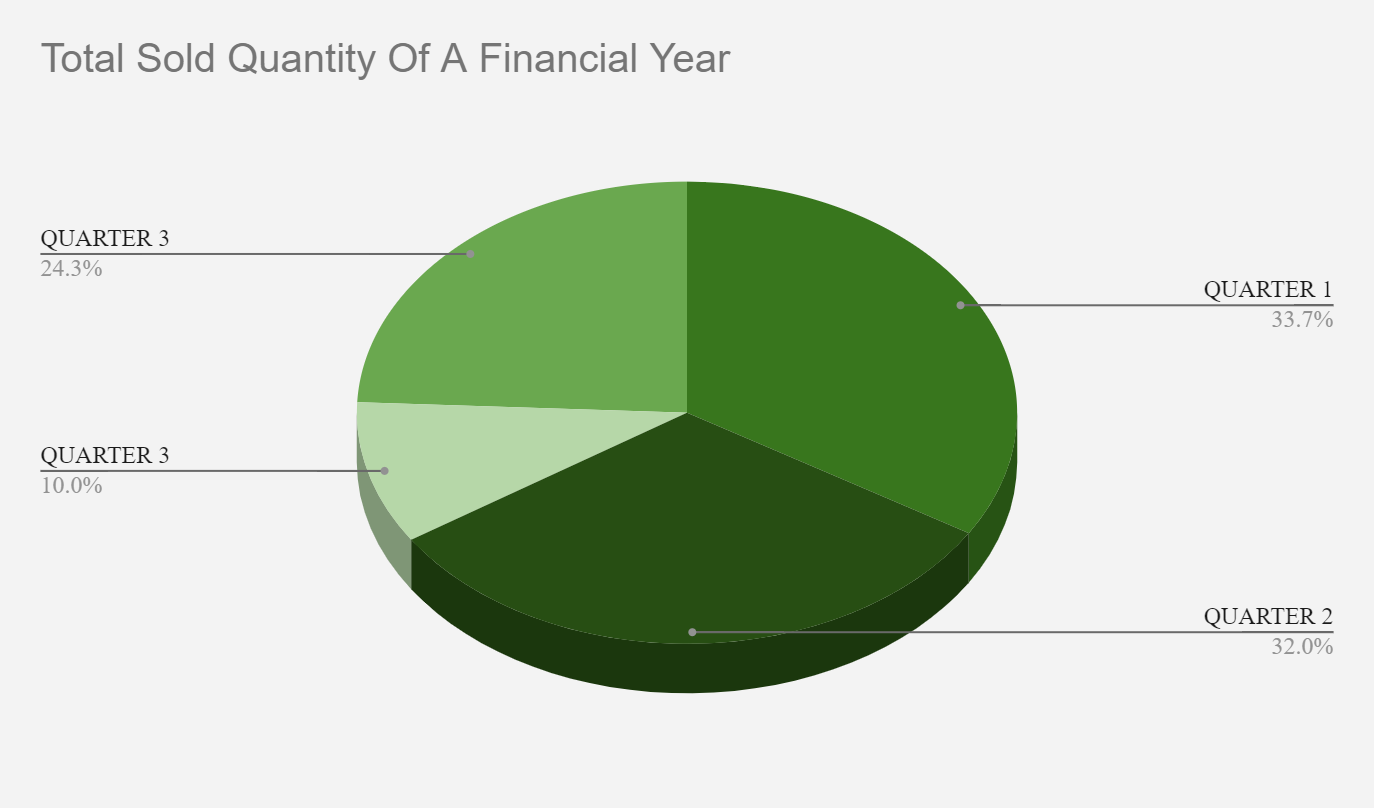 Total Sold Quantity Of A Financial Year
QUARTER 3
24.3%
QUARTER 1
33.7%
QUARTER 3
10.0%
QUARTER 2
32.0%